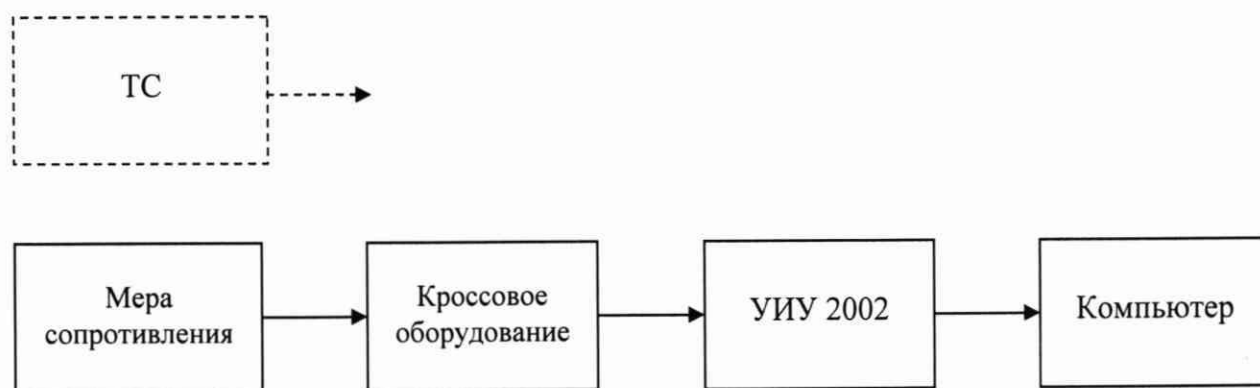 ТС
Мера
сопротивления
Кроссовое
оборудование
УИУ 2002
Компьютер